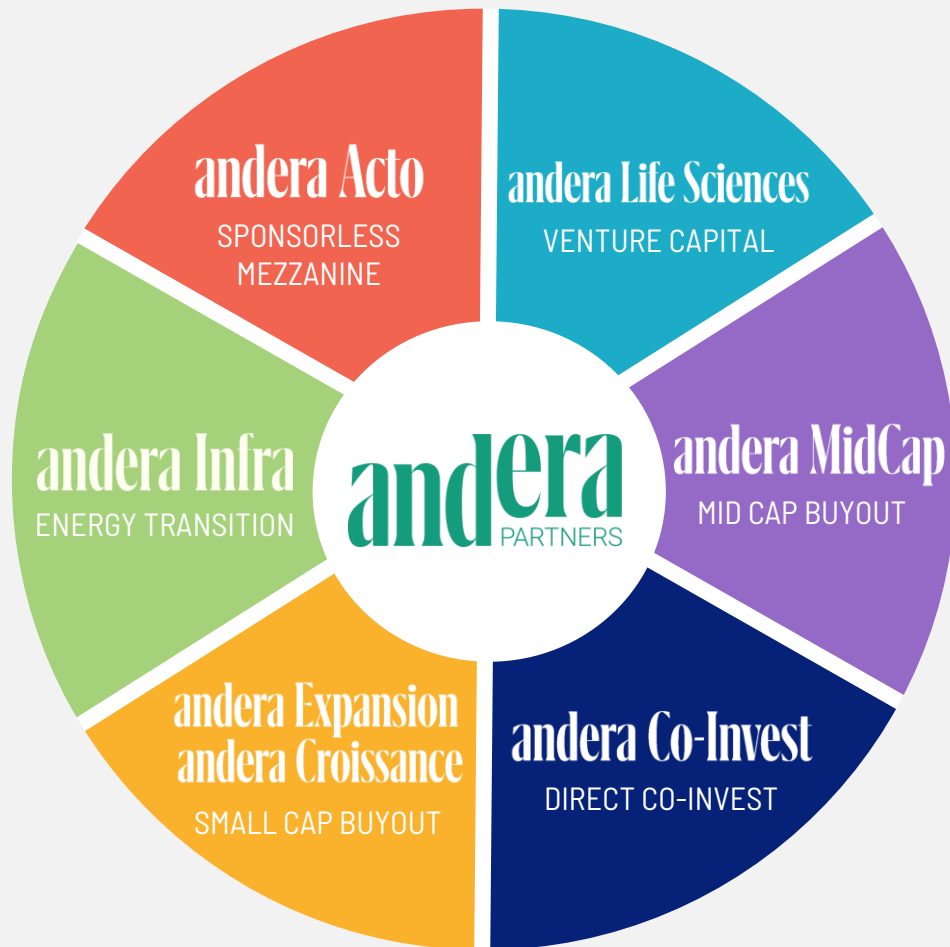 andera Acto
SPONSORLESS
MEZZANINE
andera Life Sciences
VENTURE CAPITAL
andera Infra
ENERGY TRANSITION
andera
PARTNERS
andera MidCap
MID CAP BUYOUT
andera Expansion
andera Croissance
SMALL CAP BUYOUT
andera Co-Invest
DIRECT CO-INVEST